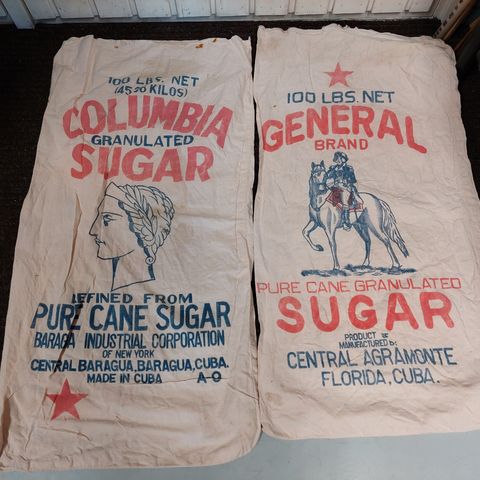 100 LBS. NET
(45 20 KILOS)
COLUMBIA
GRANULATED
SUGAR
REFINED FROM
PURE CANE SUGAR
BARAGA INDUSTRIAL CORPORATION
OF NEW YORK
CENTRAL BARAGUA, BARAGUA, CUBA.
MADE IN CUBA A-O
100 LBS. NET
GENERAL
BRAND
PURE CANE GRANULATED
SUGAR
PRODUCT OF
MANUFACTURED BY:
CENTRAL AGRAMONTE
FLORIDA, CUBA.